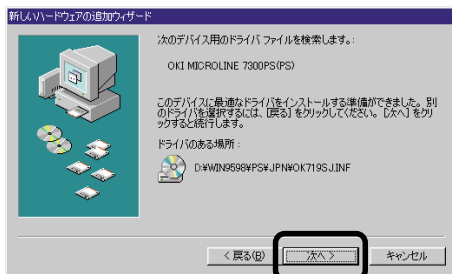 新しいハードウェアの追加ウィザード
次のデバイス用のドライバ ファイルを検索します。:
OKI MICROLINE 7300PS(PS)
このデバイスに最適なドライバをインストールする準備ができました。別
のドライバを選択するには、[戻る] をクリックしてください。[次へ] をクリ
ックすると続行します。
ドライバのある場所 :
D:¥WIN9598¥PS¥JPN¥OK719SJ.INF
< 戻る(B)
次へ >
キャンセル